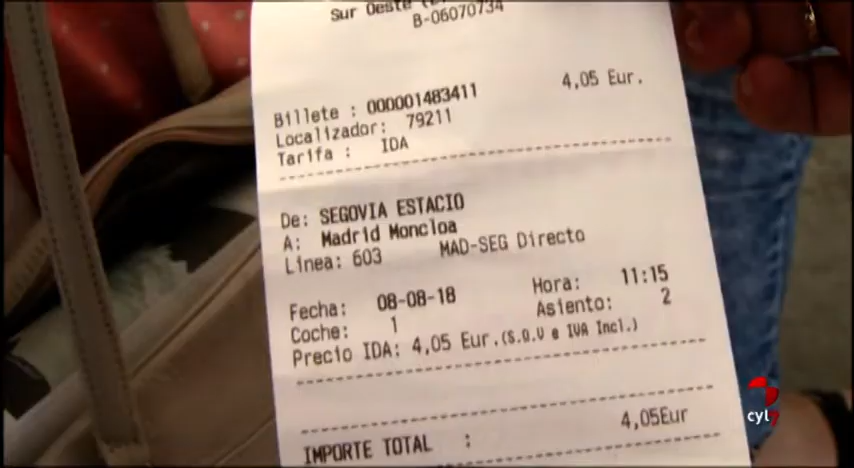 Sur Oeste
B-06070734
Billete : 000001483411 4,05 Eur.
Localizador: 79211
Tarifa : IDA
De: SEGOVIA ESTACIO
A: Madrid Moncloa
Linea: 603 MAD-SEG Directo
Fecha: 08-08-18 Hora: 11:15
Coche: 1 Asiento: 2
Precio IDA: 4,05 Eur.(S.O.V e IVA Incl.)
IMPORTE TOTAL : 4,05Eur
cyl7